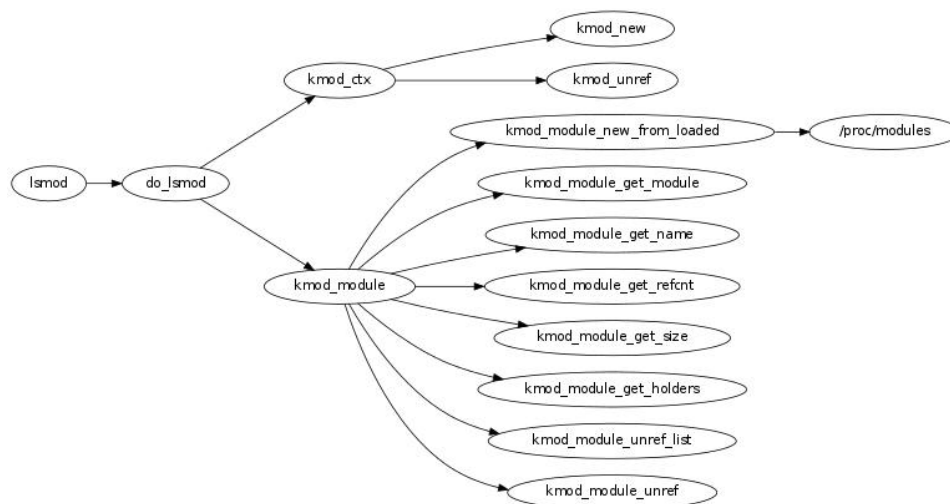 kmod_new
kmod_ctx
kmod_unref
kmod_module_new_from_loaded
/proc/modules
lsmod
do_lsmod
kmod_module_get_module
kmod_module_get_name
kmod_module
kmod_module_get_refcnt
kmod_module_get_size
kmod_module_get_holders
kmod_module_unref_list
kmod_module_unref